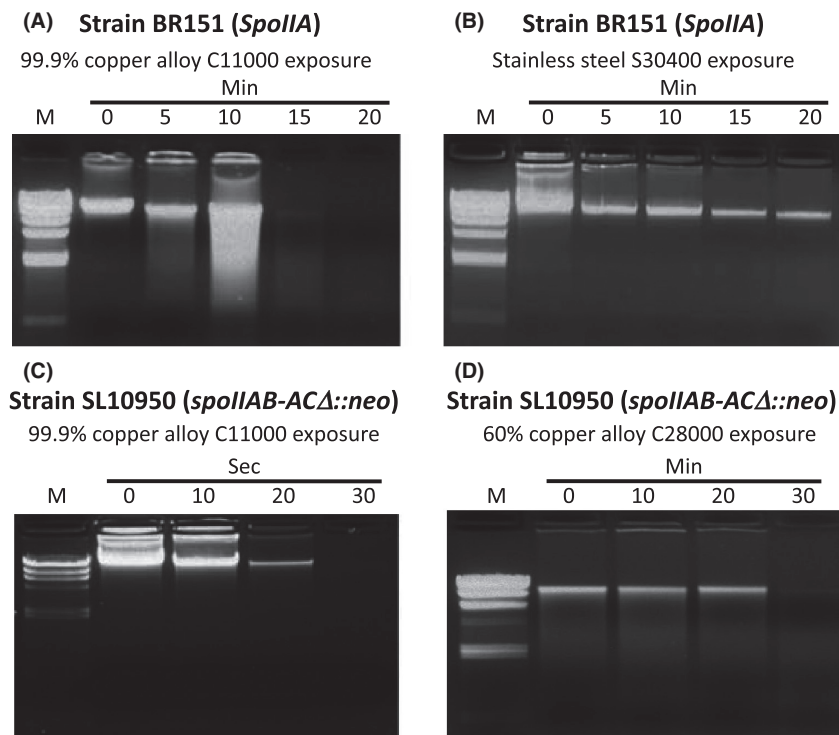 (A) Strain BR151 (SpoIIA)
99.9% copper alloy C11000 exposure
Min
M 0 5 10 15 20
(B) Strain BR151 (SpoIIA)
Stainless steel S30400 exposure
Min
M 0 5 10 15 20
(C)
Strain SL10950 (spoIIAB-ACΔ::neo)
99.9% copper alloy C11000 exposure
Sec
M 0 10 20 30
(D)
Strain SL10950 (spoIIAB-ACΔ::neo)
60% copper alloy C28000 exposure
Min
M 0 10 20 30